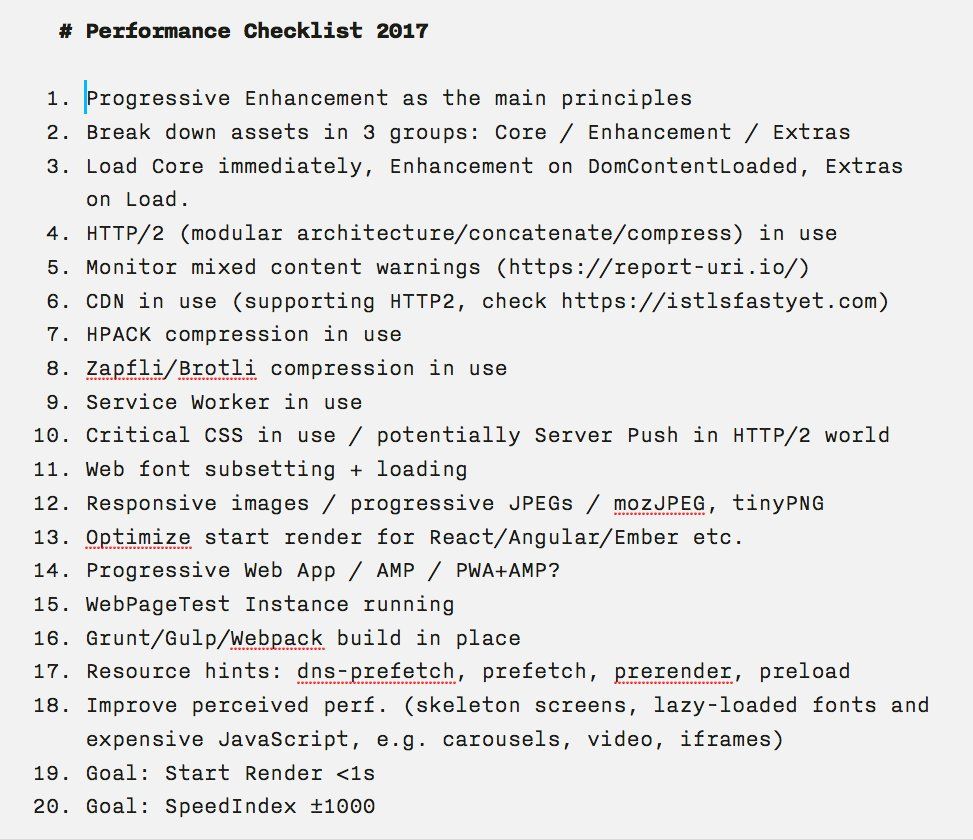 # Performance Checklist 2017
1. Progressive Enhancement as the main principles
2. Break down assets in 3 groups: Core / Enhancement / Extras
3. Load Core immediately, Enhancement on DomContentLoaded, Extras
on Load.
4. HTTP/2 (modular architecture/concatenate/compress) in use
5. Monitor mixed content warnings (https://report-uri.io/)
6. CDN in use (supporting HTTP2, check https://istlsfastyet.com)
7. HPACK compression in use
8. Zapfli/Brotli compression in use
9. Service Worker in use
10. Critical CSS in use / potentially Server Push in HTTP/2 world
11. Web font subsetting + loading
12. Responsive images / progressive JPEGs / mozJPEG, tinyPNG
13. Optimize start render for React/Angular/Ember etc.
14. Progressive Web App / AMP / PWA+AMP?
15. WebPageTest Instance running
16. Grunt/Gulp/Webpack build in place
17. Resource hints: dns-prefetch, prefetch, prerender, preload
18. Improve perceived perf. (skeleton screens, lazy-loaded fonts and
expensive JavaScript, e.g. carousels, video, iframes)
19. Goal: Start Render <1s
20. Goal: SpeedIndex ±1000